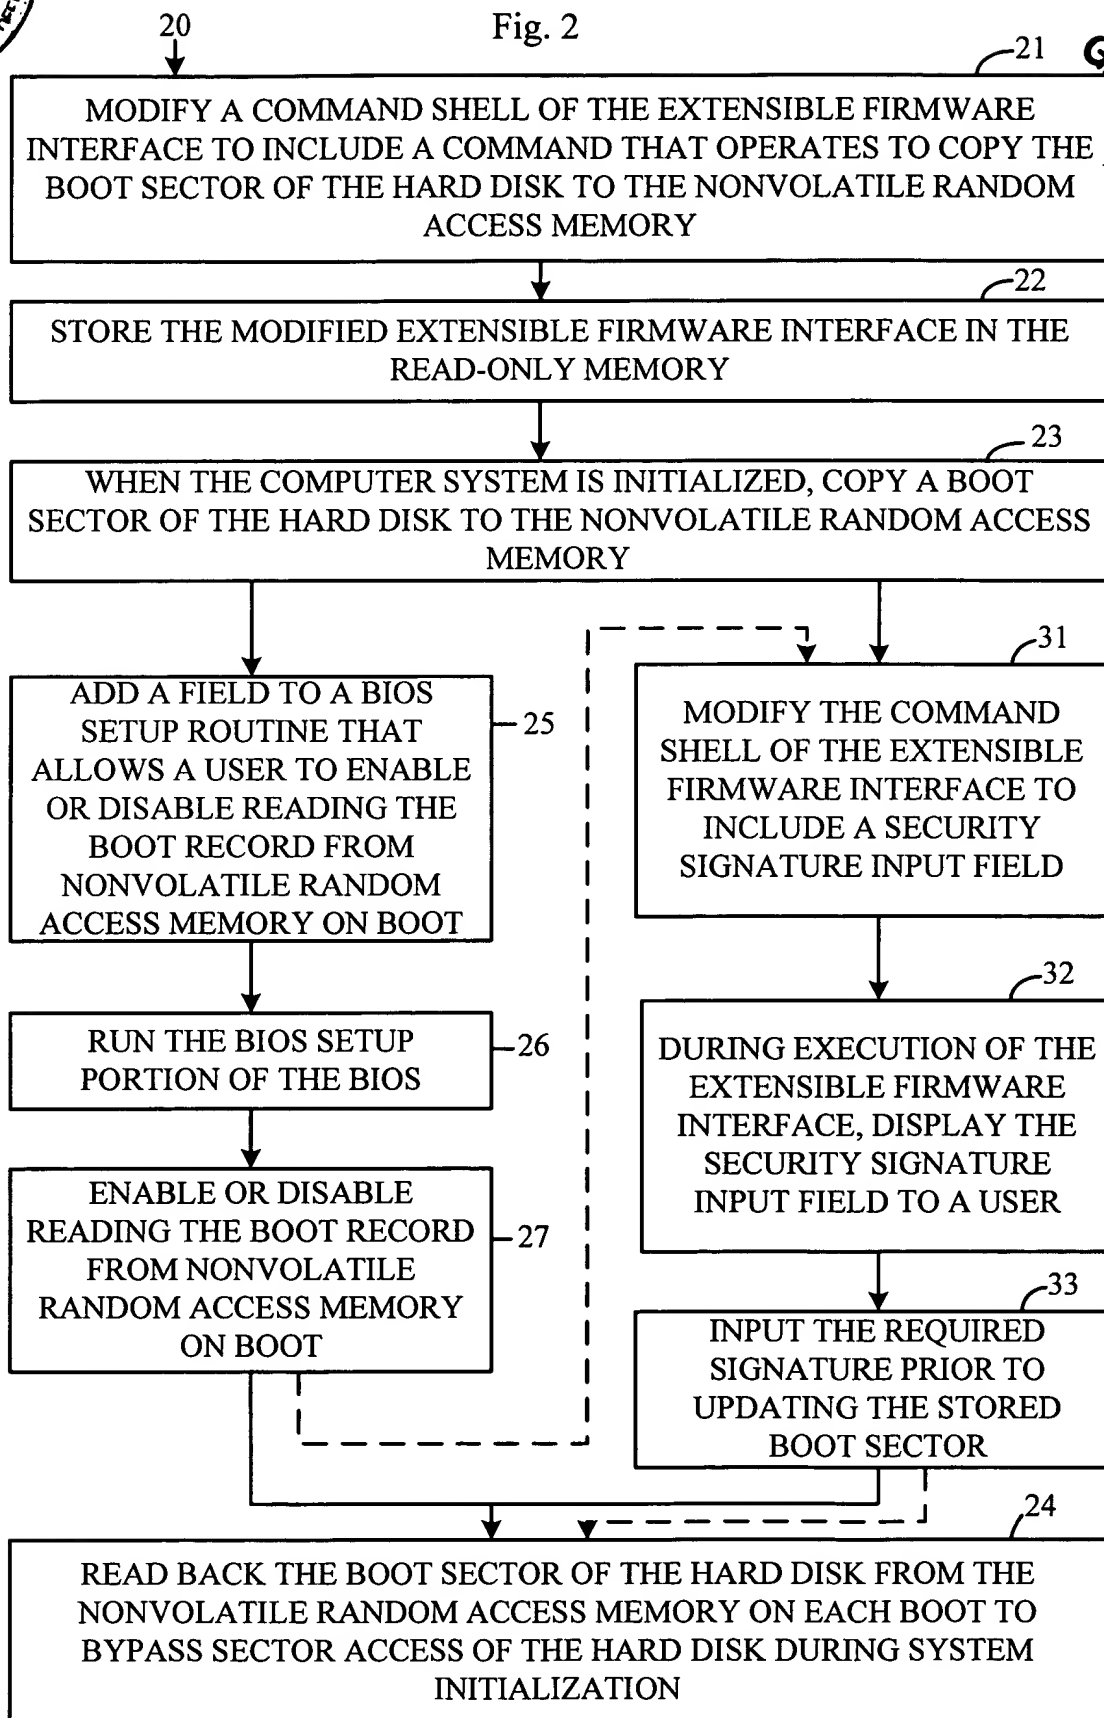 20
Fig. 2
21
MODIFY A COMMAND SHELL OF THE EXTENSIBLE FIRMWARE
INTERFACE TO INCLUDE A COMMAND THAT OPERATES TO COPY THE
BOOT SECTOR OF THE HARD DISK TO THE NONVOLATILE RANDOM
ACCESS MEMORY
22
STORE THE MODIFIED EXTENSIBLE FIRMWARE INTERFACE IN THE
READ-ONLY MEMORY
23
WHEN THE COMPUTER SYSTEM IS INITIALIZED, COPY A BOOT
SECTOR OF THE HARD DISK TO THE NONVOLATILE RANDOM ACCESS
MEMORY
ADD A FIELD TO A BIOS
SETUP ROUTINE THAT
ALLOWS A USER TO ENABLE
OR DISABLE READING THE
BOOT RECORD FROM
NONVOLATILE RANDOM
ACCESS MEMORY ON BOOT
25
RUN THE BIOS SETUP
PORTION OF THE BIOS
26
ENABLE OR DISABLE
READING THE BOOT RECORD
FROM NONVOLATILE
RANDOM ACCESS MEMORY
ON BOOT
27
31
MODIFY THE COMMAND
SHELL OF THE EXTENSIBLE
FIRMWARE INTERFACE TO
INCLUDE A SECURITY
SIGNATURE INPUT FIELD
32
DURING EXECUTION OF THE
EXTENSIBLE FIRMWARE
INTERFACE, DISPLAY THE
SECURITY SIGNATURE
INPUT FIELD TO A USER
33
INPUT THE REQUIRED
SIGNATURE PRIOR TO
UPDATING THE STORED
BOOT SECTOR
24
READ BACK THE BOOT SECTOR OF THE HARD DISK FROM THE
NONVOLATILE RANDOM ACCESS MEMORY ON EACH BOOT TO
BYPASS SECTOR ACCESS OF THE HARD DISK DURING SYSTEM
INITIALIZATION